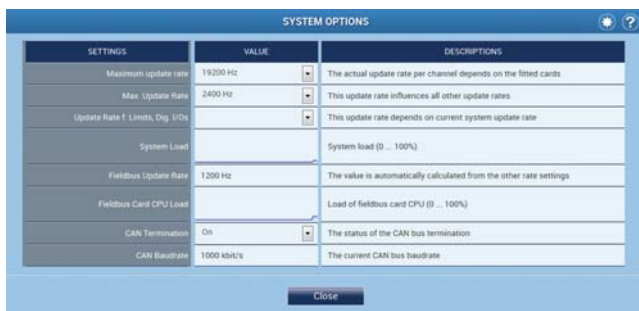 SYSTEM OPTIONS
?
SETTINGS VALUE DESCRIPTIONS
Maximum update rate 19200 Hz The actual update rate per channel depends on the fitted cards
Max. Update Rate 2400 Hz This update rate influences all other update rates
Update Rate f. Limits, Dig. I/Os This update rate depends on current system update rate
System Load System load (0 ... 100%)
Fieldbus Update Rate 1200 Hz The value is automatically calculated from the other rate settings
Fieldbus Card CPU Load Load of fieldbus card CPU (0 ... 100%)
CAN Termination On The status of the CAN bus termination
CAN Baudrate 1000 kbit/s The current CAN bus baudrate
Close